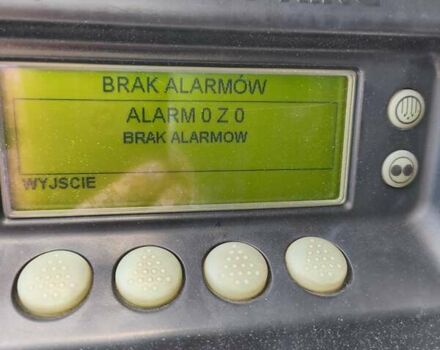 BRAK ALARMÓW
ALARM 0 Z 0
BRAK ALARMOW
WYJSCIE